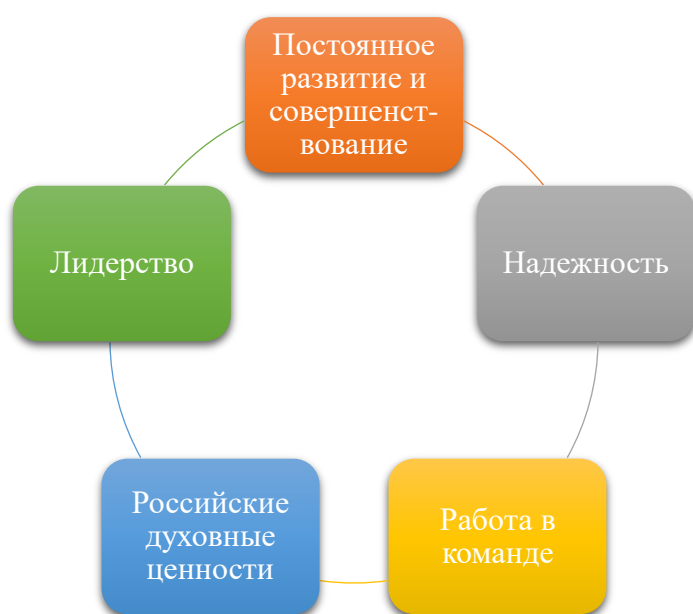 Постоянное
развитие и
совершенст-
вование
Лидерство
Надежность
Российские
духовные
ценности
Работа в
команде